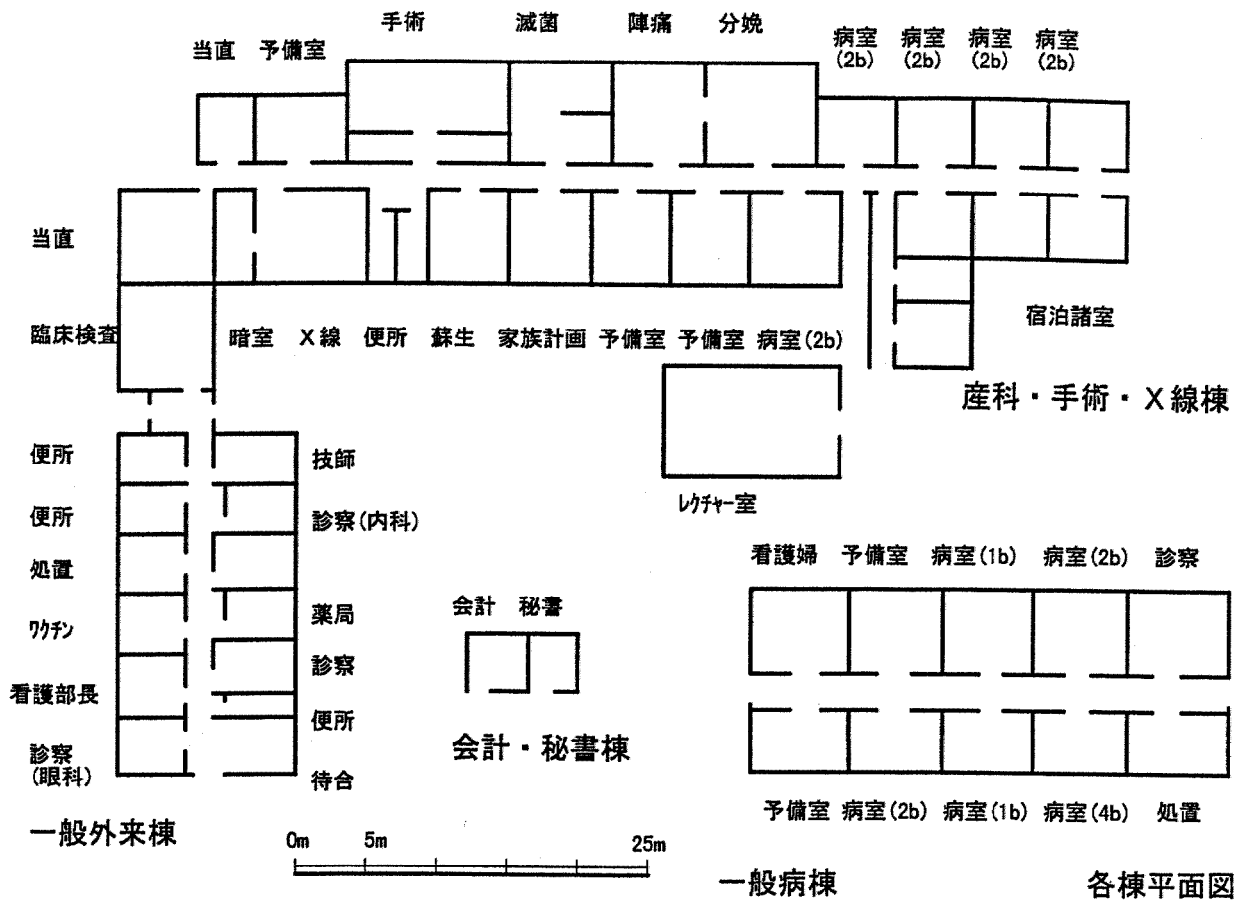 手術 滅菌 陣痛 分娩
当直 予備室 病室 病室 病室 病室
(2b) (2b) (2b) (2b)
当直
臨床検査 暗室 X線 便所 蘇生 家族計画 予備室 予備室 病室(2b) 宿泊諸室
産科・手術・X線棟
便所 技師
レクチャー室
便所 診察(内科)
看護婦 予備室 病室(1b) 病室(2b) 診察
処置
会計 秘書 薬局
ワクチン
診察
看護部長
便所
会計・秘書棟
診察
(眼科) 待合
予備室 病室(2b) 病室(1b) 病室(4b) 処置
一般外来棟
0m 5m 25m
一般病棟 各棟平面図